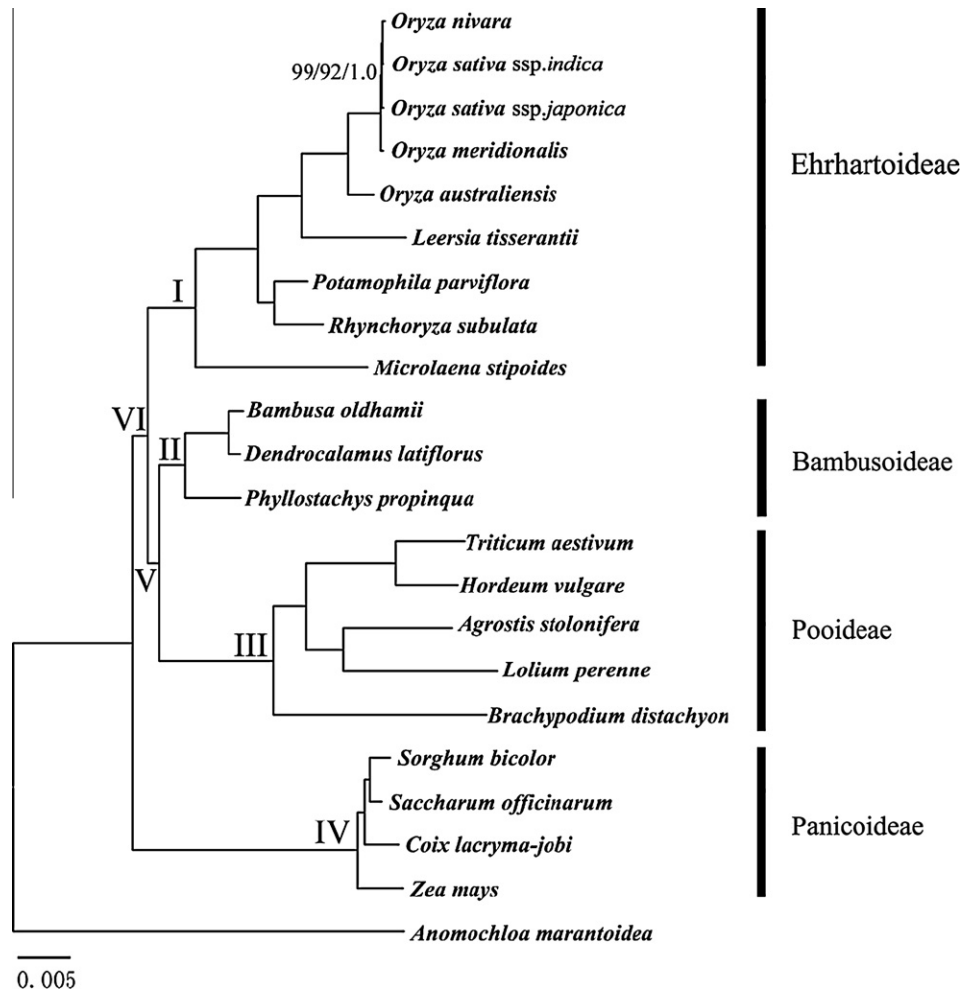 Oryza nivara
99/92/1.0
Oryza sativa ssp.indica
Oryza sativa ssp.japonica
Oryza meridionalis
Ehrhartoideae
Oryza australiensis
Leersia tisserantii
Potamophila parviflora
I
Rhynchoryza subulata
Microlaena stipoides
Bambusa oldhamii
VI
II
Dendrocalamus latiflorus
Bambusoideae
Phyllostachys propinqua
Triticum aestivum
V
Hordeum vulgare
Agrostis stolonifera
Pooideae
III
Lolium perenne
Brachypodium distachyon
Sorghum bicolor
Saccharum officinarum
IV
Panicoideae
Coix lacryma-jobi
Zea mays
Anomochloa marantoidea
0.005